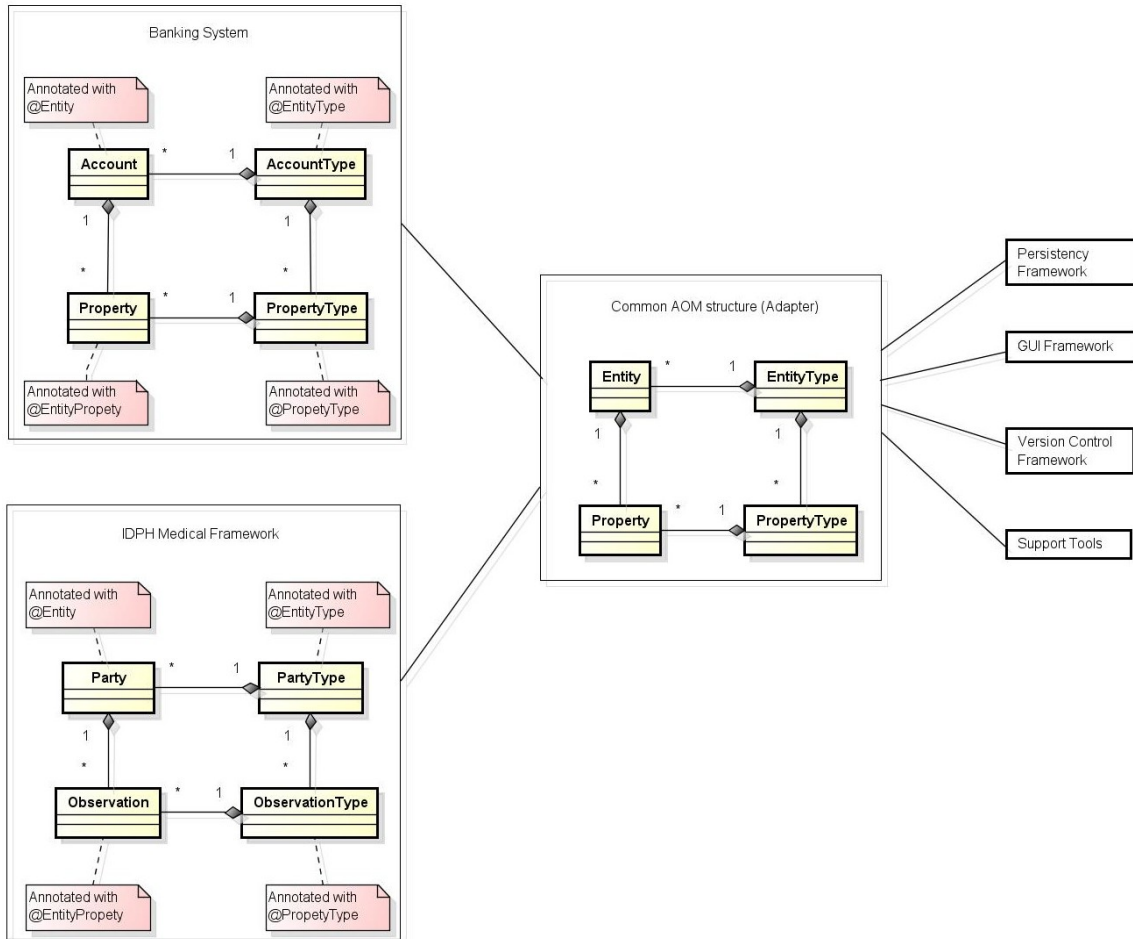 Banking System
Annotated with
@Entity
Annotated with
@EntityType
Account
*
1
AccountType
1
1
*
*
Property
*
1
PropertyType
Annotated with
@EntityPropety
Annotated with
@PropetyType
IDPH Medical Framework
Annotated with
@Entity
Annotated with
@EntityType
Party
*
1
PartyType
1
1
*
*
Observation
*
1
ObservationType
Annotated with
@EntityPropety
Annotated with
@PropetyType
Common AOM structure (Adapter)
Entity
*
1
EntityType
1
1
*
*
Property
*
1
PropertyType
Persistency
Framework
GUI Framework
Version Control
Framework
Support Tools